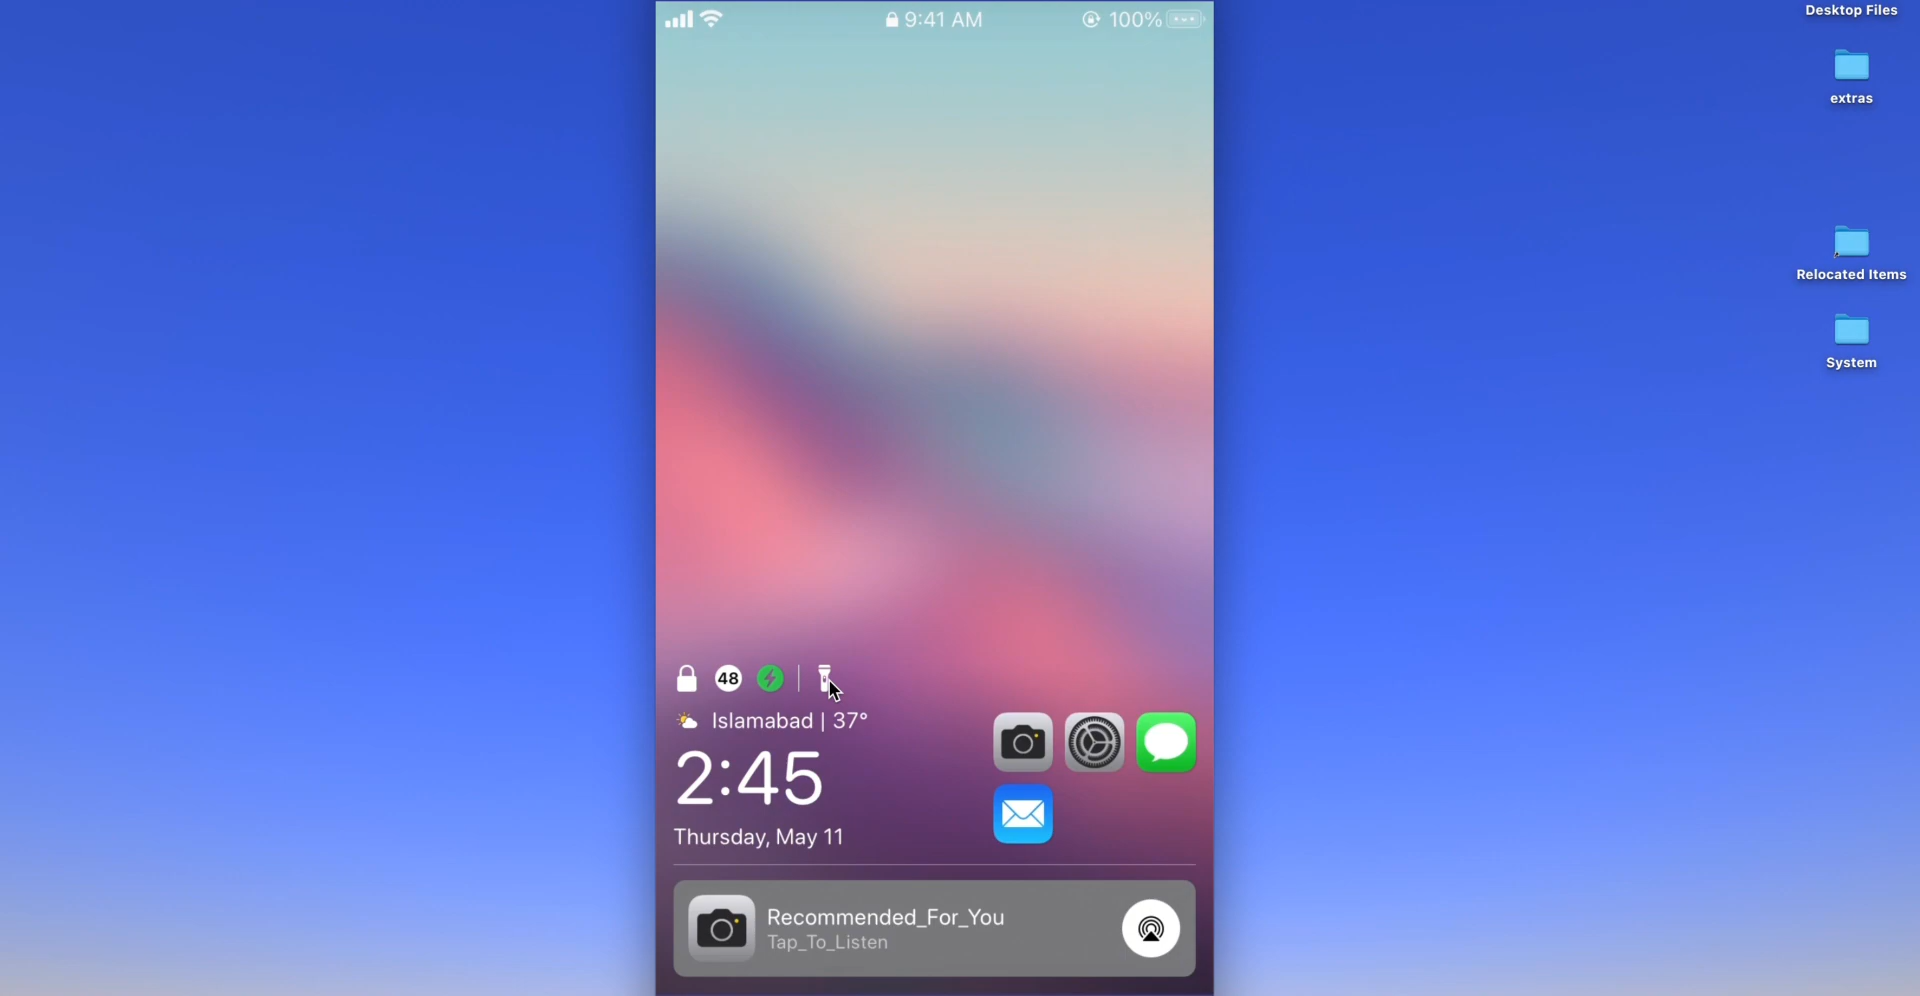 9:41 AM
100%
Desktop Files
extras
Relocated Items
System
48
Islamabad | 37°
2:45
Thursday, May 11
Recommended_For_You
Tap_To_Listen